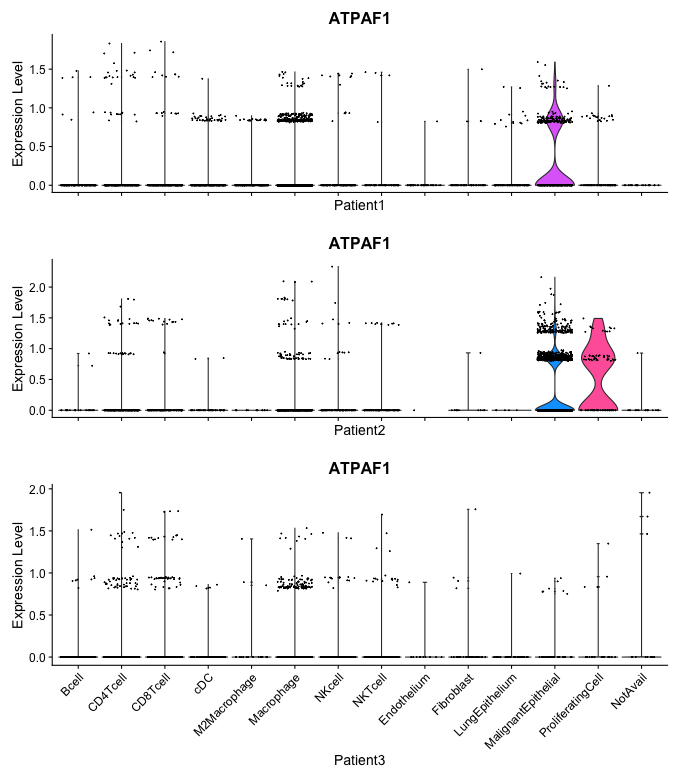 ATPAF1
Expression Level
1.5
1.0
0.5
0.0
Patient1
ATPAF1
Expression Level
2.0
1.5
1.0
0.5
0.0
Patient2
ATPAF1
Expression Level
2.0
1.5
1.0
0.5
0.0
Bcell
CD4Tcell
CD8Tcell
cDC
M2Macrophage
Macrophage
NKcell
NKTcell
Endothelium
Fibroblast
LungEpithelium
MalignantEpithelial
ProliferatingCell
NotAvail
Patient3